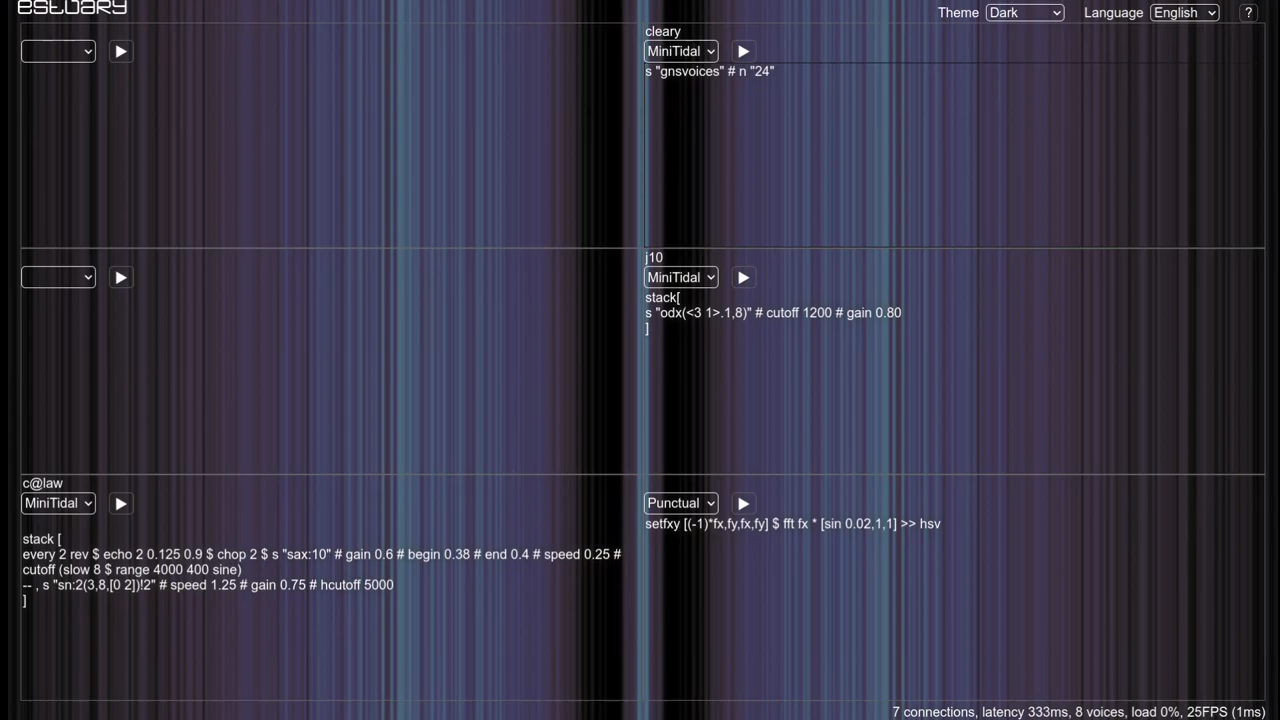 estuary
Theme Dark Language English ?
cleary
MiniTidal
s "gnsvoices" # n "24"
j10
MiniTidal
stack[
s "odx(<3 1>.1,8)" # cutoff 1200 # gain 0.80
]
c@law
MiniTidal
stack [
every 2 rev $ echo 2 0.125 0.9 $ chop 2 $ s "sax:10" # gain 0.6 # begin 0.38 # end 0.4 # speed 0.25 #
cutoff (slow 8 $ range 4000 400 sine)
-- , s "sn:2(3,8,[0 2])!2" # speed 1.25 # gain 0.75 # hcutoff 5000
]
Punctual
setfxy [(-1)*fx,fy,fx,fy] $ fft fx * [sin 0.02,1,1] >> hsv
7 connections, latency 333ms, 8 voices, load 0%, 25FPS (1ms)